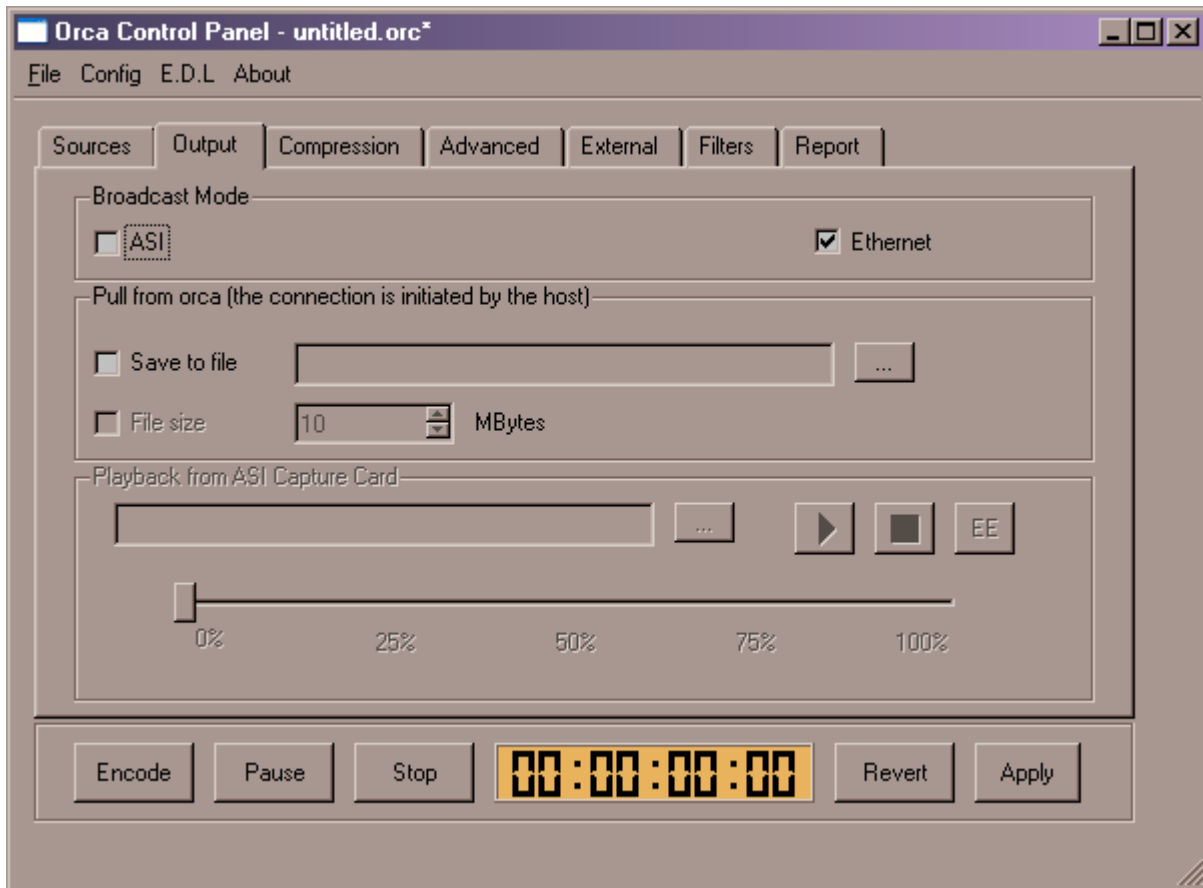 Orca Control Panel - untitled.orc*
File Config E.D.L About
Sources Output Compression Advanced External Filters Report
Broadcast Mode
ASI Ethernet
Pull from orca (the connection is initiated by the host)
Save to file ...
File size 10 MBytes
Playback from ASI Capture Card
... EE
0% 25% 50% 75% 100%
Encode Pause Stop 00:00:00:00 Revert Apply